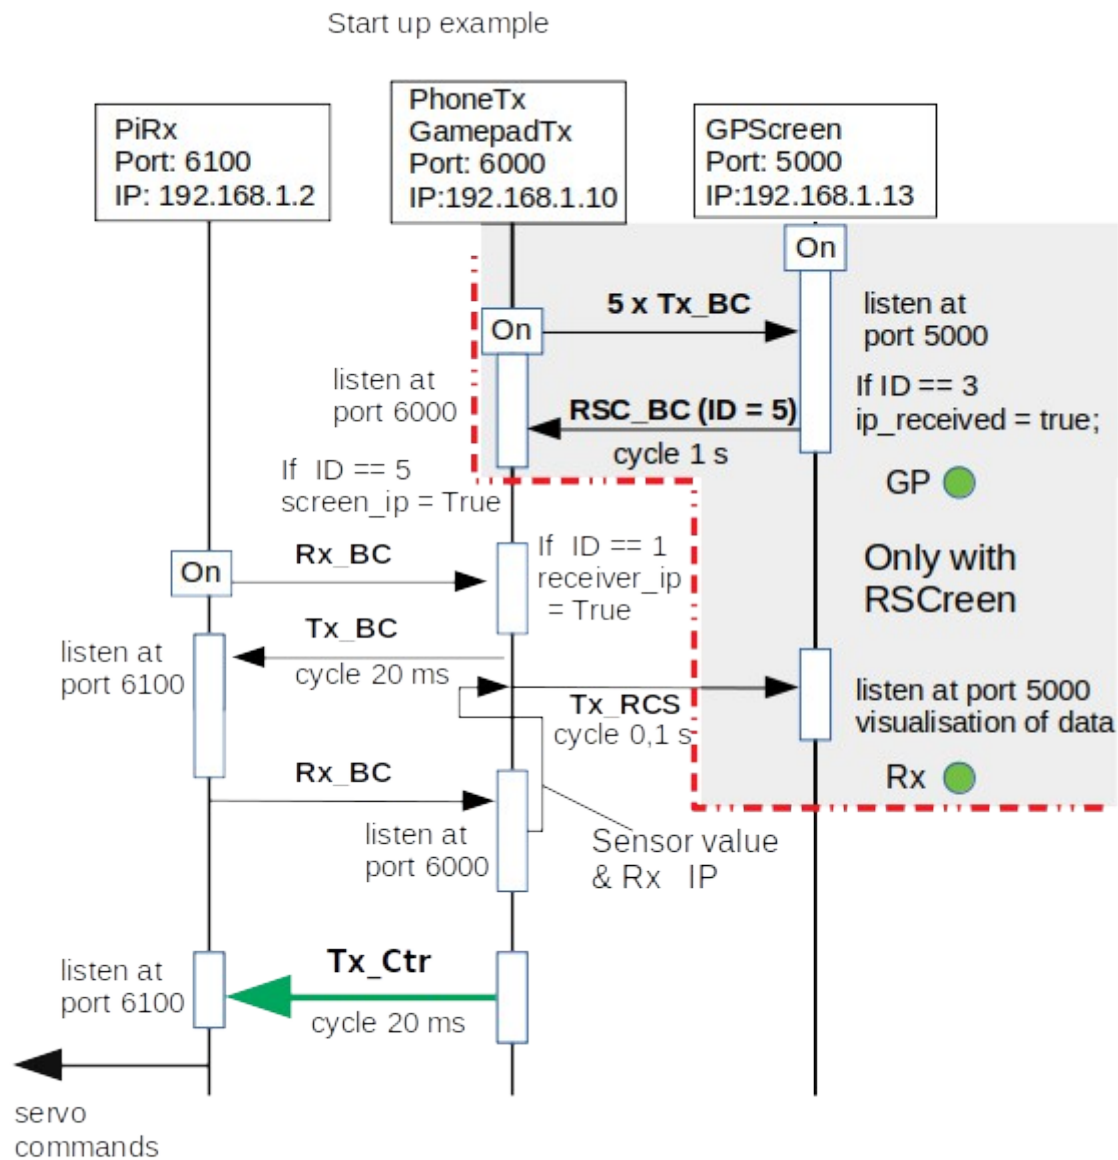 Start up example
PiRx
Port: 6100
IP: 192.168.1.2
PhoneTx
GamepadTx
Port: 6000
IP:192.168.1.10
GPScreen
Port: 5000
IP:192.168.1.13
On
5 x Tx_BC
On
listen at
port 5000
listen at
port 6000
RSC_BC (ID = 5)
cycle 1 s
If ID == 3
ip_received = true;
If ID == 5
screen_ip = True
GP
Rx_BC
On
If ID == 1
receiver_ip
= True
Only with
RSCreen
Tx_BC
cycle 20 ms
listen at
port 6100
Tx_RCS
cycle 0,1 s
listen at port 5000
visualisation of data
Rx
Rx_BC
listen at
port 6000
Sensor value
& Rx IP
Tx_Ctr
cycle 20 ms
listen at
port 6100
servo
commands